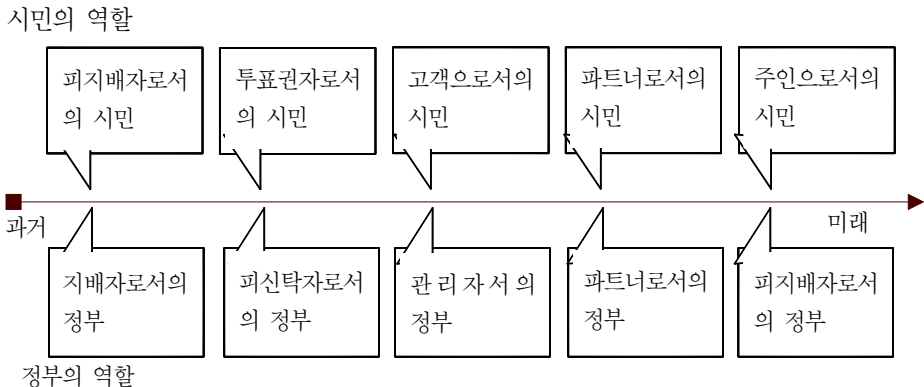 시민의 역할
피지배자로서
의 시민
투표권자로서
의 시민
고객으로서의
시민
파트너로서의
시민
주인으로서의
시민
과거
미래
지배자로서의
정부
피신탁자로서
의 정부
관리자서의
정부
파트너로서의
정부
피지배자로서
의 정부
정부의 역할